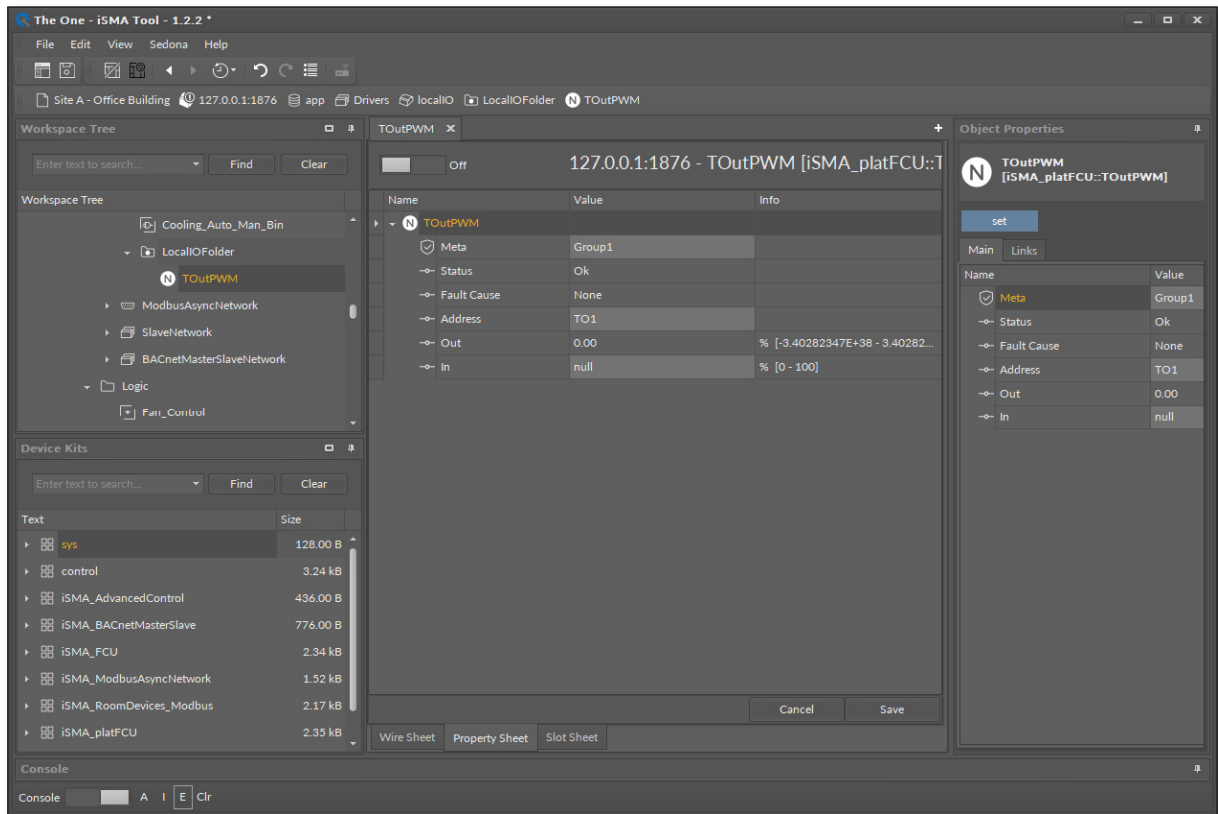 The One - iSMA Tool - 1.2.2 *
File Edit View Sedona Help
Site A - Office Building 127.0.0.1:1876 app Drivers localIO LocalIOFolder N TOutPWM
Workspace Tree
Enter text to search... Find Clear
Workspace Tree
Cooling_Auto_Man_Bin
LocalIOFolder
N TOutPWM
ModbusAsyncNetwork
SlaveNetwork
BACnetMasterSlaveNetwork
Logic
Fan_Control
Device Kits
Enter text to search... Find Clear
Text Size
sys 128.00 B
control 3.24 kB
iSMA_AdvancedControl 436.00 B
iSMA_BACnetMasterSlave 776.00 B
iSMA_FCU 2.34 kB
iSMA_ModbusAsyncNetwork 1.52 kB
iSMA_RoomDevices_Modbus 2.17 kB
iSMA_platFCU 2.35 kB
TOutPWM
Off 127.0.0.1:1876 - TOutPWM [iSMA_platFCU::T
Name Value Info
N TOutPWM
Meta Group1
Status Ok
Fault Cause None
Address TO1
Out 0.00 % [-3.40282347E+38 - 3.40282...
In null % [0 - 100]
Cancel Save
Wire Sheet Property Sheet Slot Sheet
Object Properties
N TOutPWM
[iSMA_platFCU::TOutPWM]
set
Main Links
Name Value
Meta Group1
Status Ok
Fault Cause None
Address TO1
Out 0.00
In null
Console
Console A I E Clr